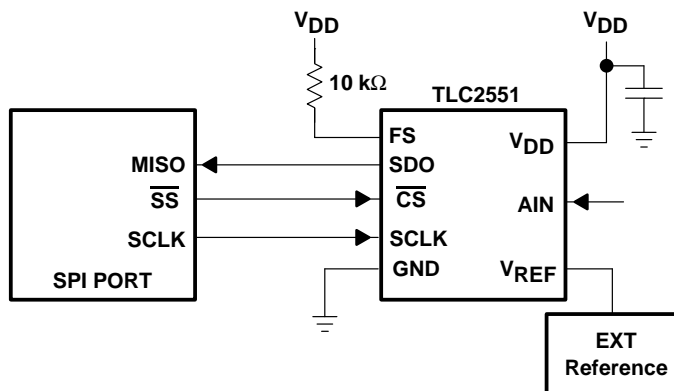 VDD
VDD
10 kΩ
TLC2551
FS
VDD
MISO
SDO
SS
CS
AIN
SCLK
SCLK
GND
VREF
SPI PORT
EXT
Reference